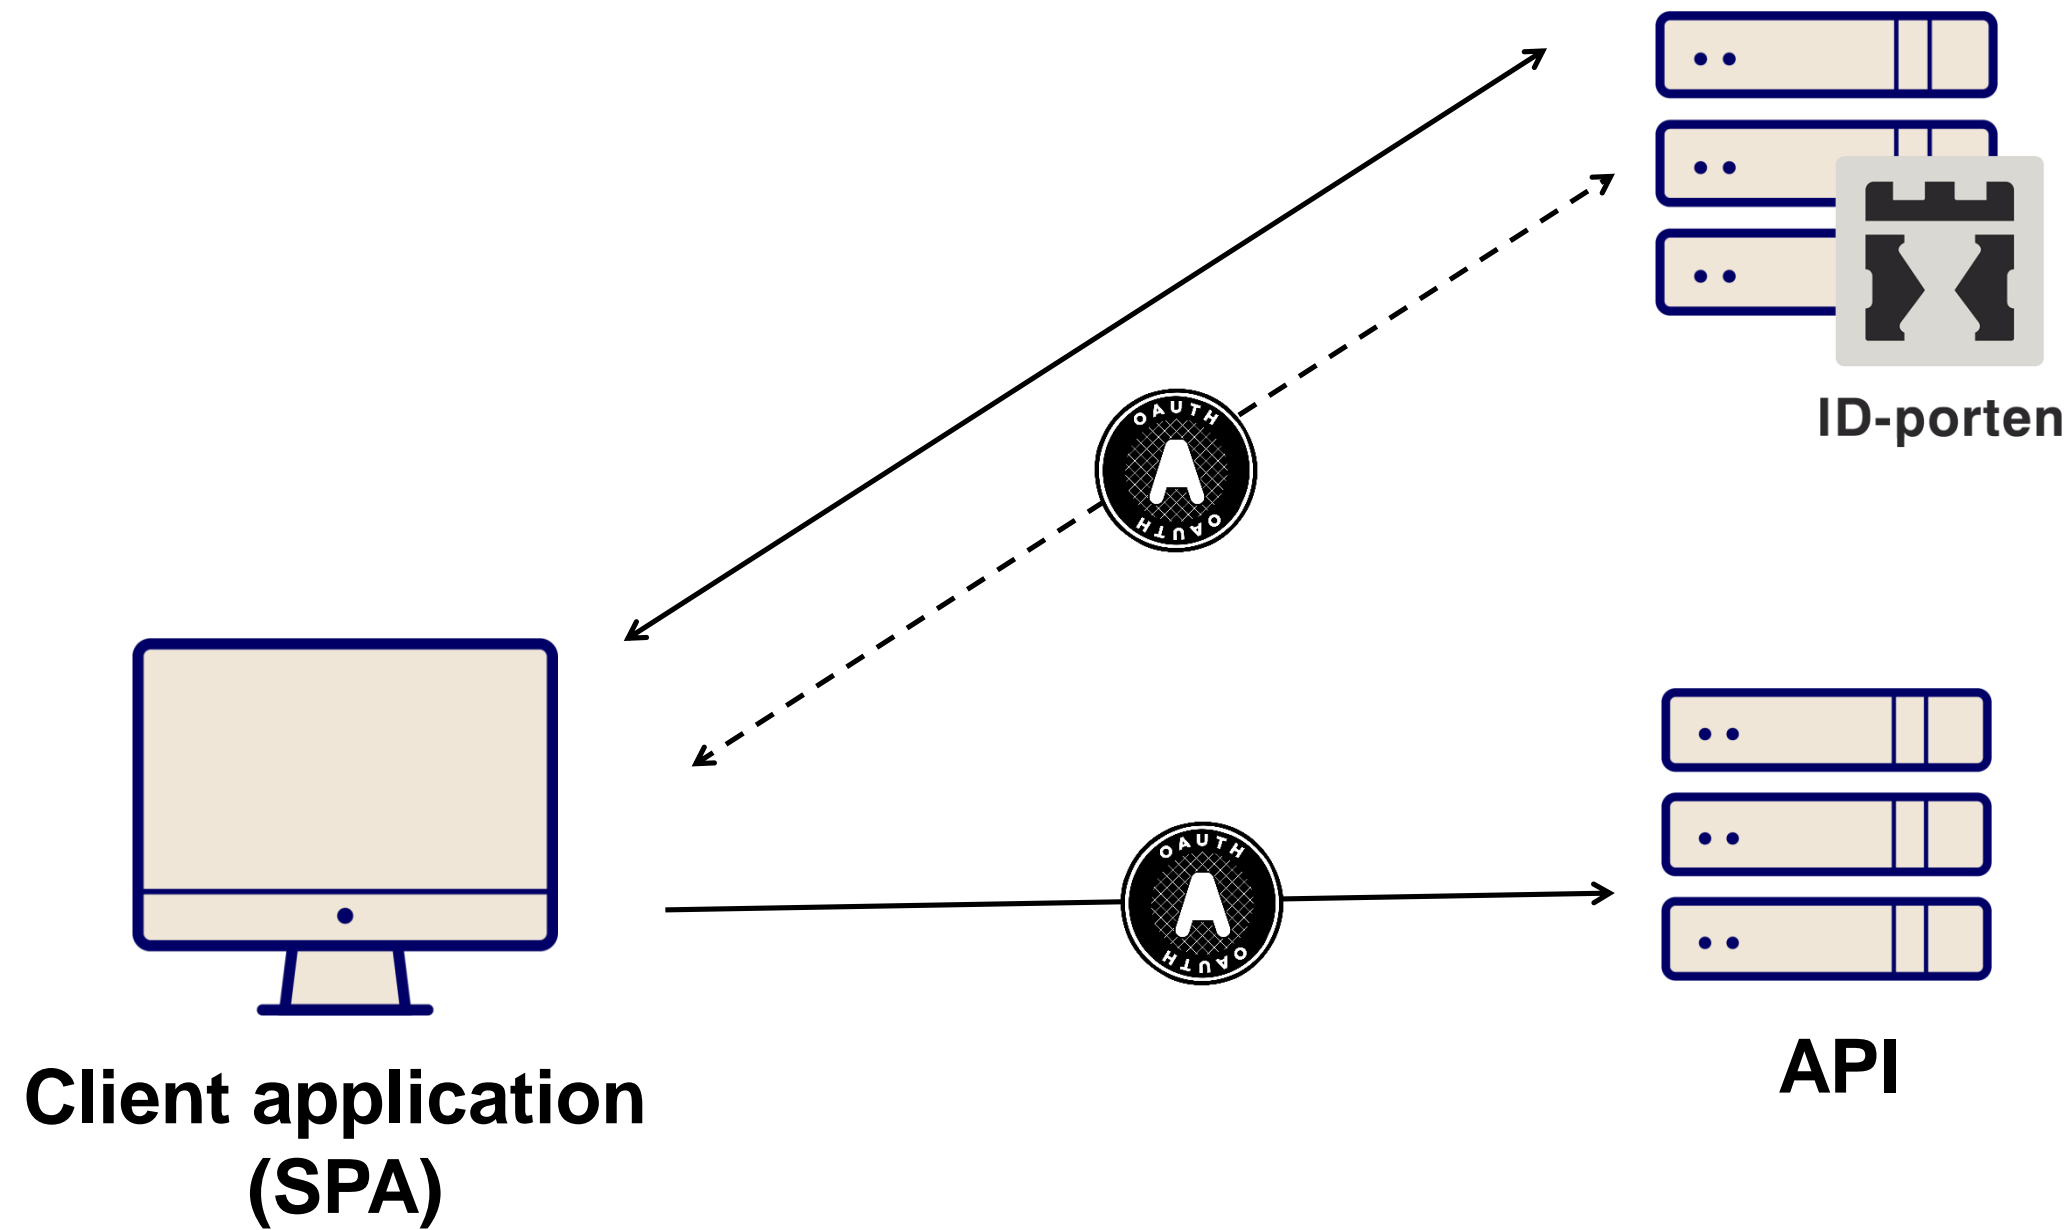 ID-porten
OAUTH
OAUTH
OAUTH
OAUTH
API
Client application
(SPA)